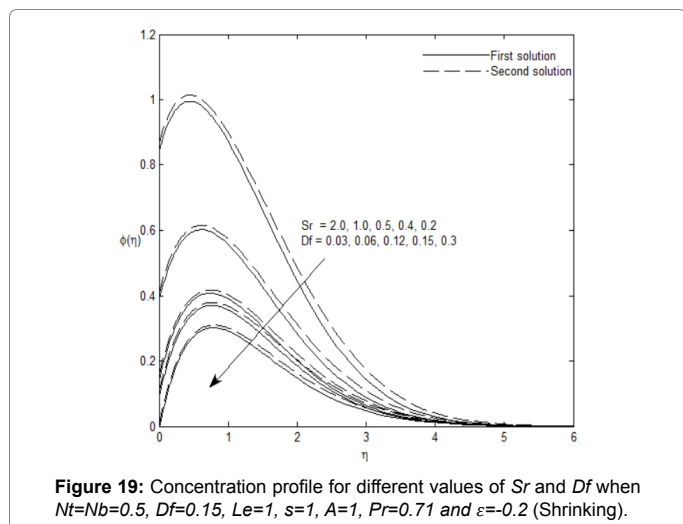 1.2
First solution
Second solution
1
0.8
Sr = 2.0, 1.0, 0.5, 0.4, 0.2
0.6
Df = 0.03, 0.06, 0.12, 0.15, 0.3
ϕ(η)
0.4
0.2
0
0 1 2 3 4 5 6
η
Figure 19: Concentration profile for different values of Sr and Df when
Nt=Nb=0.5, Df=0.15, Le=1, s=1, A=1, Pr=0.71 and ε=-0.2 (Shrinking).